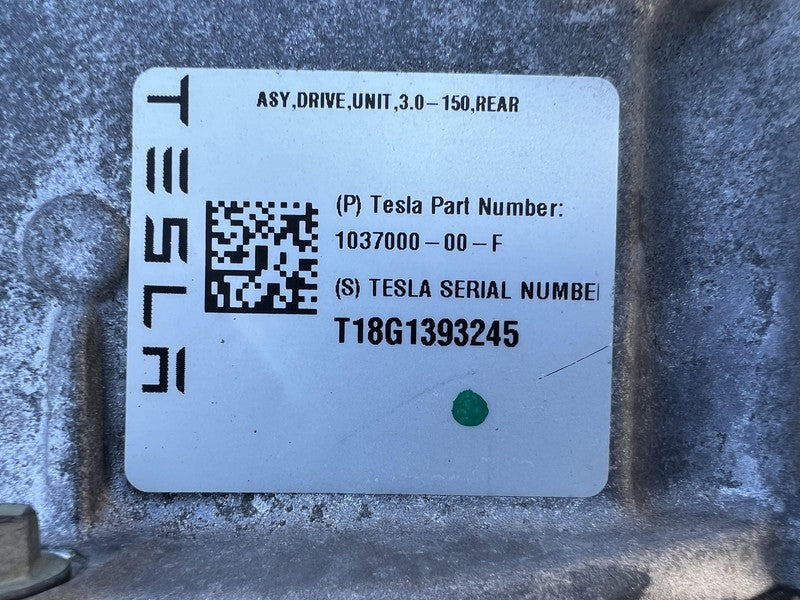 TESLA
ASY,DRIVE,UNIT,3.0-150,REAR
(P) Tesla Part Number:
1037000-00-F
(S) TESLA SERIAL NUMBE
T18G1393245